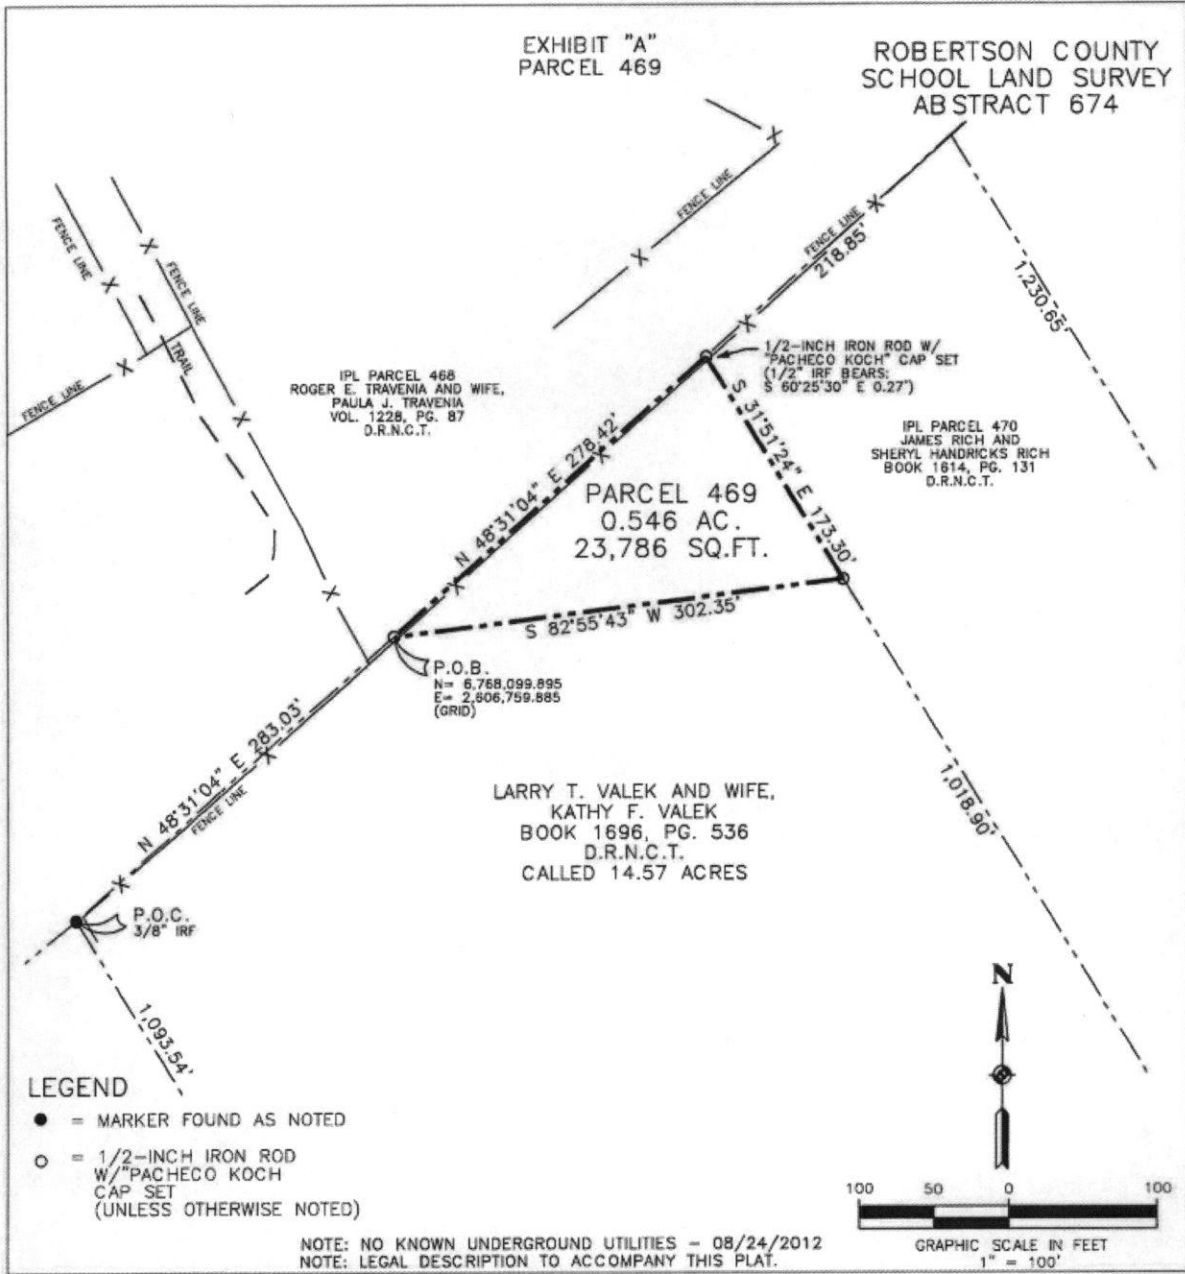 EXHIBIT "A"
PARCEL 469
ROBERTSON COUNTY
SCHOOL LAND SURVEY
ABSTRACT 674
FENCE LINE
FENCE LINE
FENCE LINE
TRAIL
FENCE LINE
FENCE LINE
218.85'
1,230.65'
FENCE LINE
1/2-INCH IRON ROD W/
"PACHECO KOCH" CAP SET
(1/2" IRF BEARS:
S 60°25'30" E 0.27')
IPL PARCEL 468
ROGER E. TRAVENIA AND WIFE,
PAULA J. TRAVENIA
VOL. 1228, PG. 87
D.R.N.C.T.
IPL PARCEL 470
JAMES RICH AND
SHERYL HANDRICKS RICH
BOOK 1614, PG. 131
D.R.N.C.T.
N 48°31'04" E 278.42'
S 31°51'24" E 173.30'
PARCEL 469
0.546 AC.
23,786 SQ.FT.
S 82°55'43" W 302.35'
P.O.B.
N= 6,768,099.895
E= 2,606,759.885
(GRID)
N 48°31'04" E 283.03'
FENCE LINE
LARRY T. VALEK AND WIFE,
KATHY F. VALEK
BOOK 1696, PG. 536
D.R.N.C.T.
CALLED 14.57 ACRES
1,018.90'
P.O.C.
3/8" IRF
1,093.54'
N
LEGEND
= MARKER FOUND AS NOTED
= 1/2-INCH IRON ROD
W/"PACHECO KOCH
CAP SET
(UNLESS OTHERWISE NOTED)
100 50 0 100
GRAPHIC SCALE IN FEET
1" = 100'
NOTE: NO KNOWN UNDERGROUND UTILITIES - 08/24/2012
NOTE: LEGAL DESCRIPTION TO ACCOMPANY THIS PLAT.